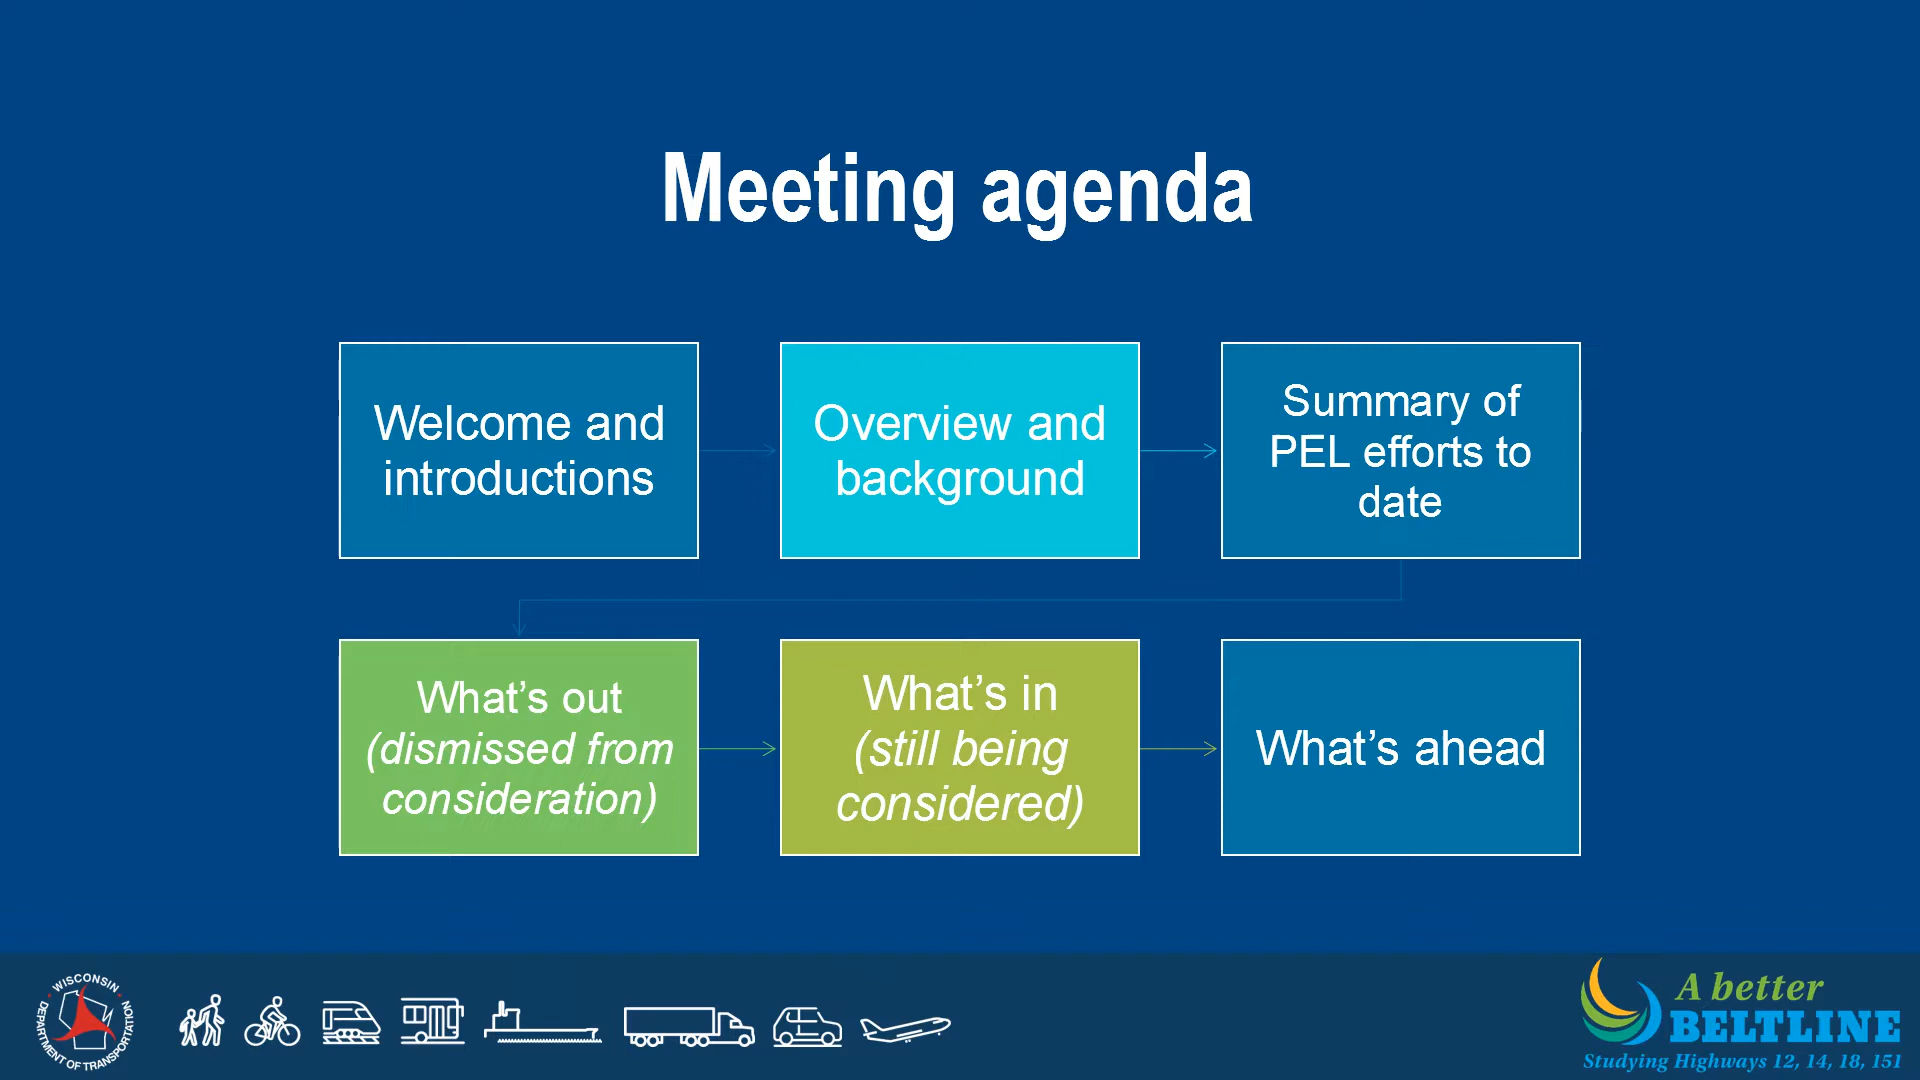 Meeting agenda
Welcome and
introductions
Overview and
background
Summary of
PEL efforts to
date
What's out
(dismissed from
consideration)
What's in
(still being
considered)
What's ahead
WISCONSIN
DEPARTMENT OF TRANSPORTATION
A better
BELTLINE
Studying Highways 12, 14, 18, 151